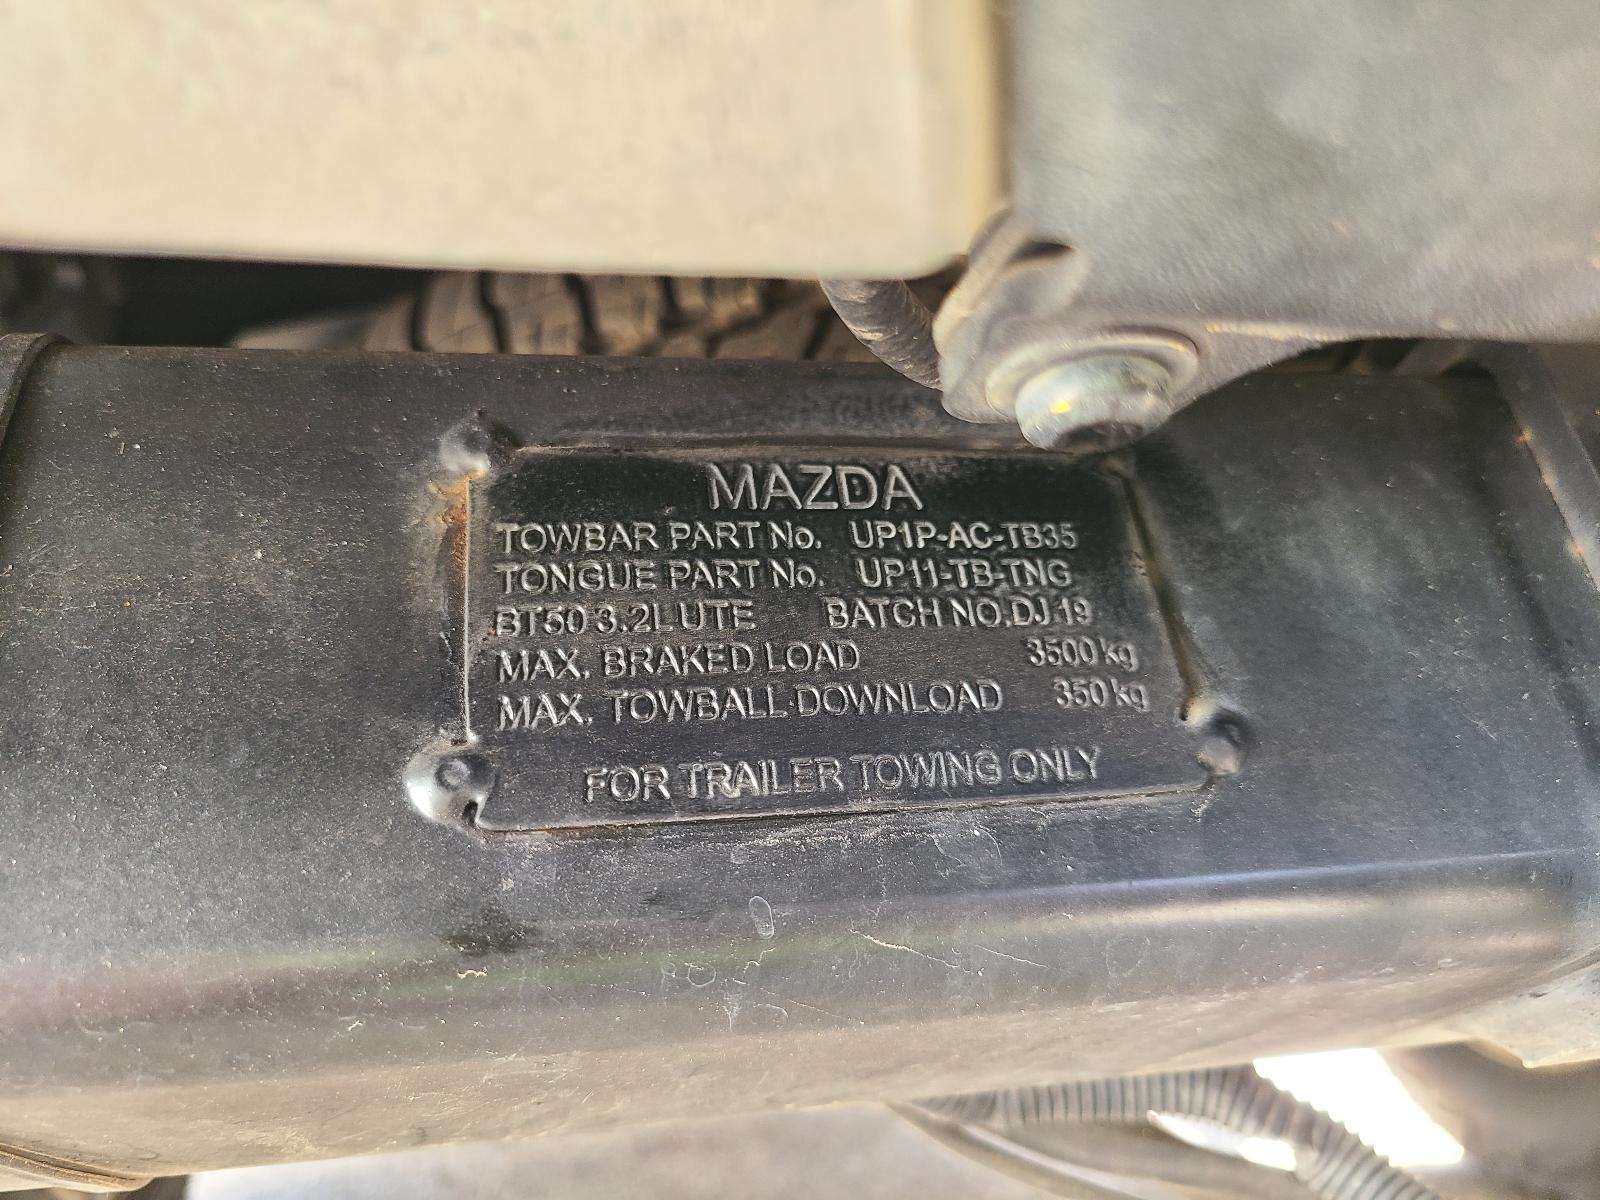 MAZDA
TOWBAR PART No. UP1P-AC-TB35
TONGUE PART No. UP11-TB-TNG
BT50 3.2L UTE BATCH NO. DJ 19
MAX. BRAKED LOAD 3500 kg
MAX. TOWBALL DOWNLOAD 350 kg
FOR TRAILER TOWING ONLY